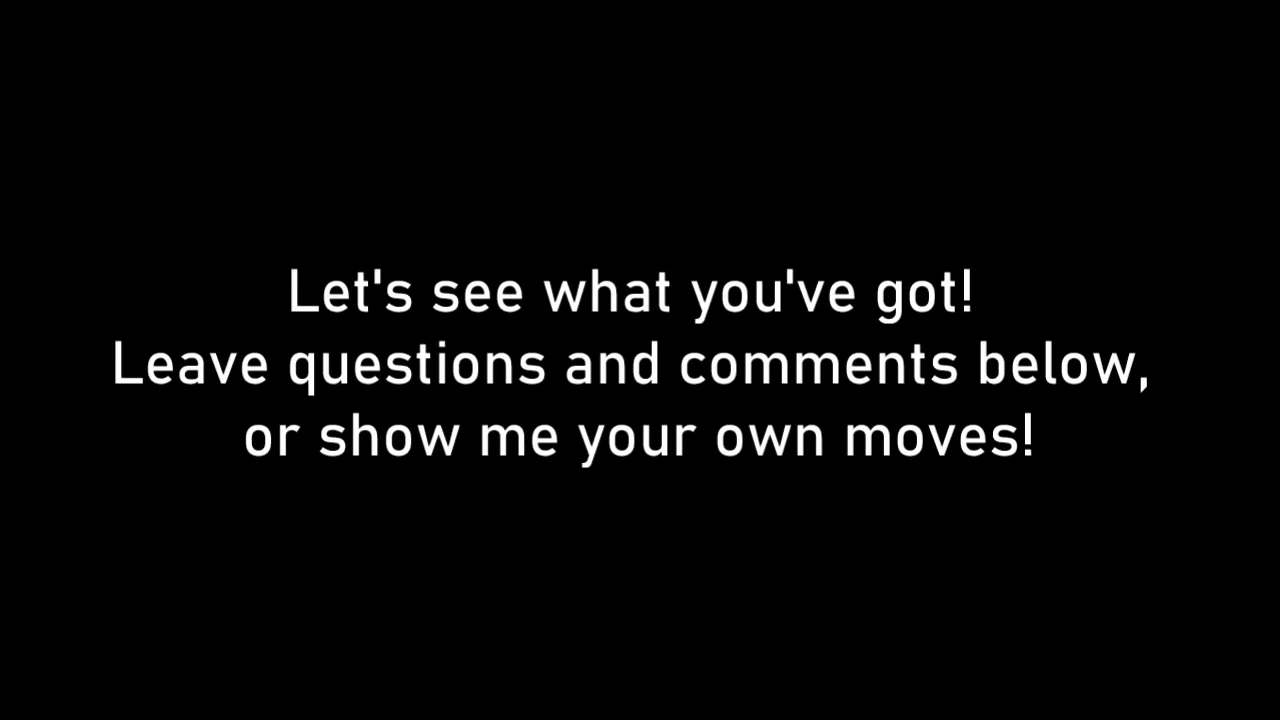 Let's see what you've got!
Leave questions and comments below,
or show me your own moves!